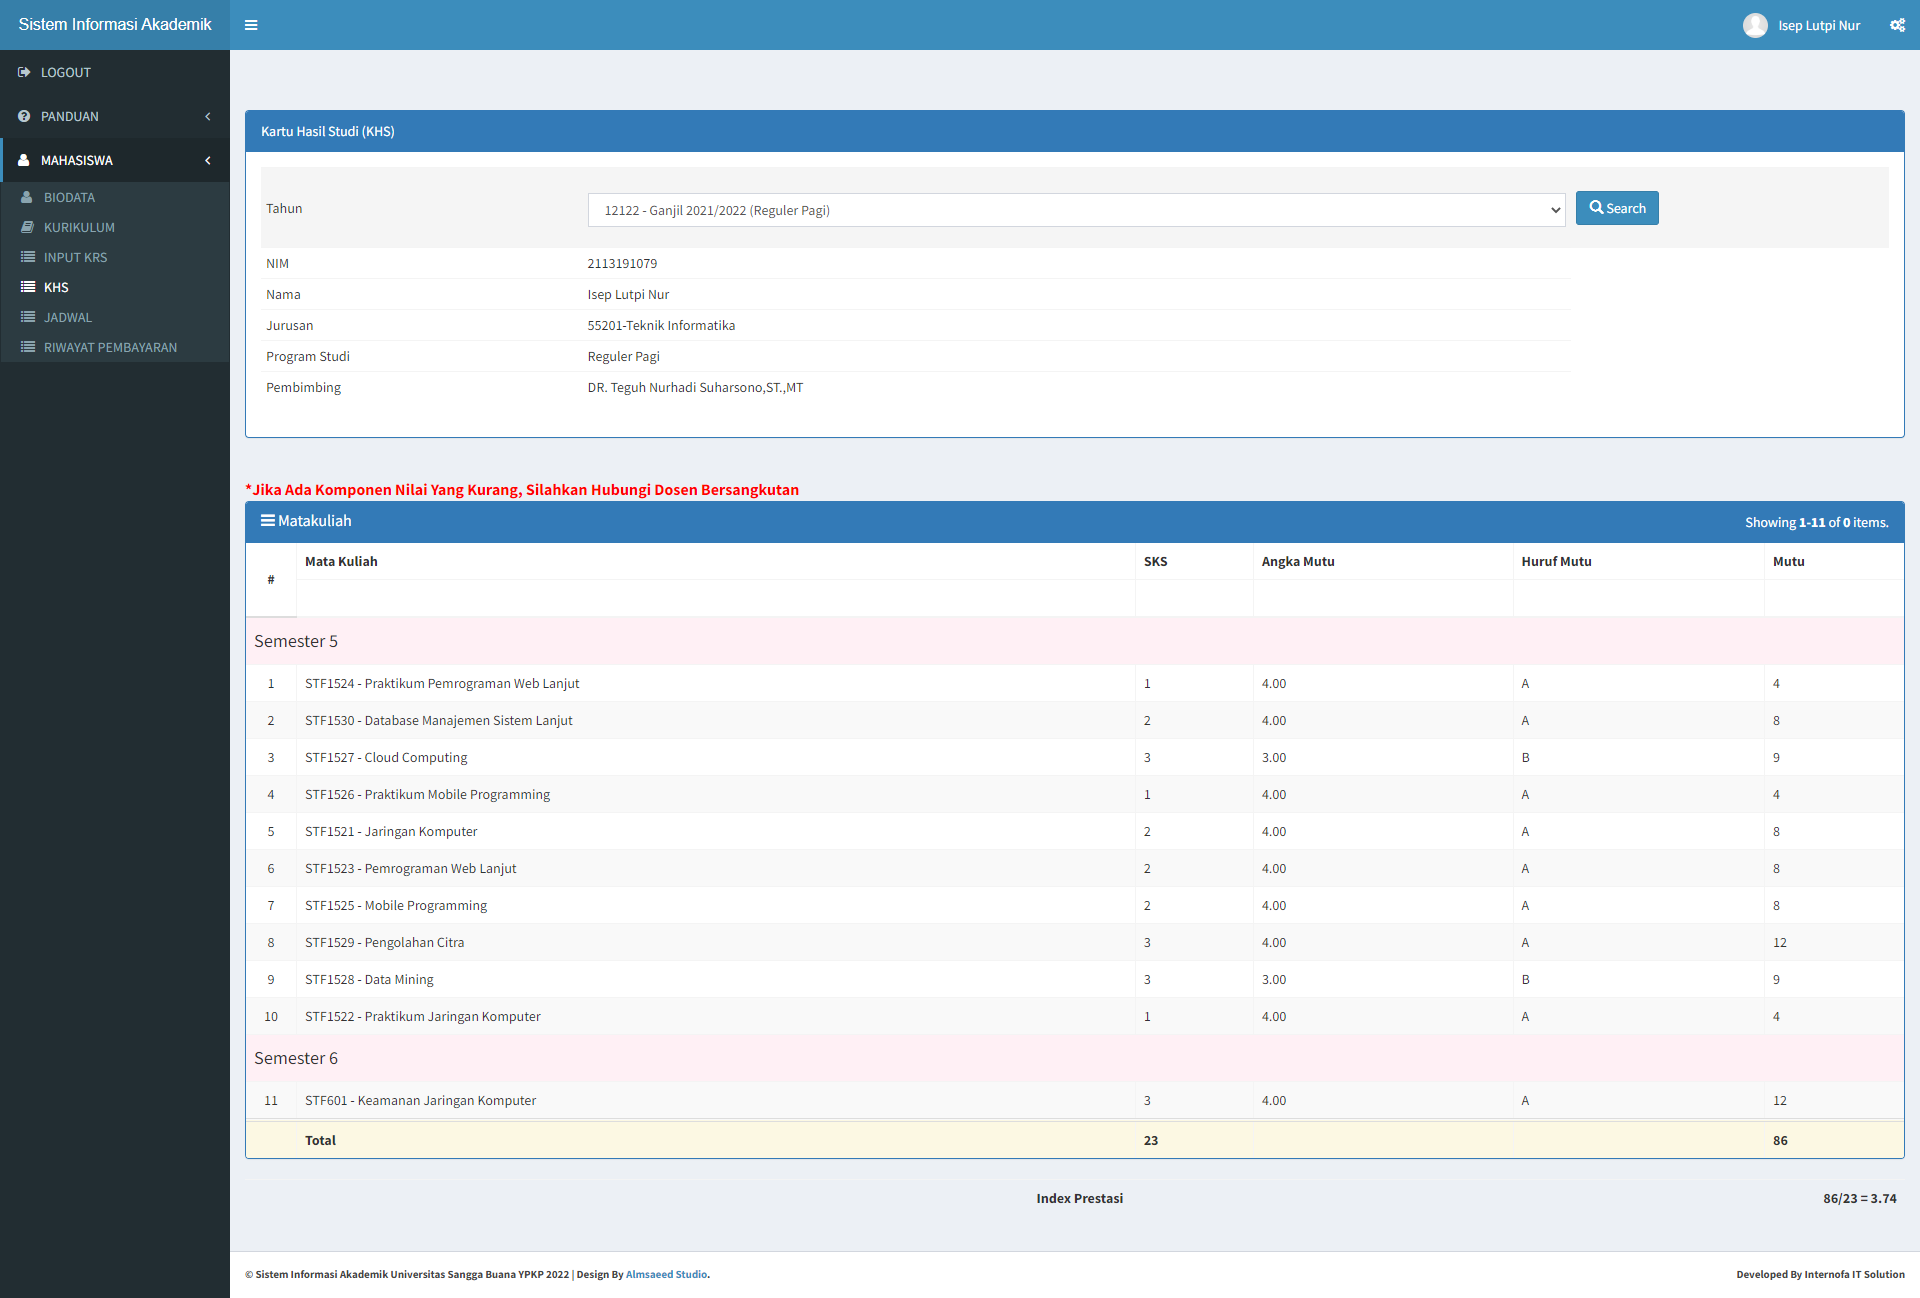 Sistem Informasi Akademik
Isep Lutpi Nur
LOGOUT
PANDUAN
MAHASISWA
BIODATA
KURIKULUM
INPUT KRS
KHS
JADWAL
RIWAYAT PEMBAYARAN
Kartu Hasil Studi (KHS)
Tahun 12122 - Ganjil 2021/2022 (Reguler Pagi) Search
NIM 2113191079
Nama Isep Lutpi Nur
Jurusan 55201-Teknik Informatika
Program Studi Reguler Pagi
Pembimbing DR. Teguh Nurhadi Suharsono,ST.,MT
*Jika Ada Komponen Nilai Yang Kurang, Silahkan Hubungi Dosen Bersangkutan
Matakuliah Showing 1-11 of 0 items.
# Mata Kuliah SKS Angka Mutu Huruf Mutu Mutu
Semester 5
1 STF1524 - Praktikum Pemrograman Web Lanjut 1 4.00 A 4
2 STF1530 - Database Manajemen Sistem Lanjut 2 4.00 A 8
3 STF1527 - Cloud Computing 3 3.00 B 9
4 STF1526 - Praktikum Mobile Programming 1 4.00 A 4
5 STF1521 - Jaringan Komputer 2 4.00 A 8
6 STF1523 - Pemrograman Web Lanjut 2 4.00 A 8
7 STF1525 - Mobile Programming 2 4.00 A 8
8 STF1529 - Pengolahan Citra 3 4.00 A 12
9 STF1528 - Data Mining 3 3.00 B 9
10 STF1522 - Praktikum Jaringan Komputer 1 4.00 A 4
Semester 6
11 STF601 - Keamanan Jaringan Komputer 3 4.00 A 12
Total 23 86
Index Prestasi 86/23 = 3.74
© Sistem Informasi Akademik Universitas Sangga Buana YPKP 2022 | Design By Almsaeed Studio. Developed By Internofa IT Solution